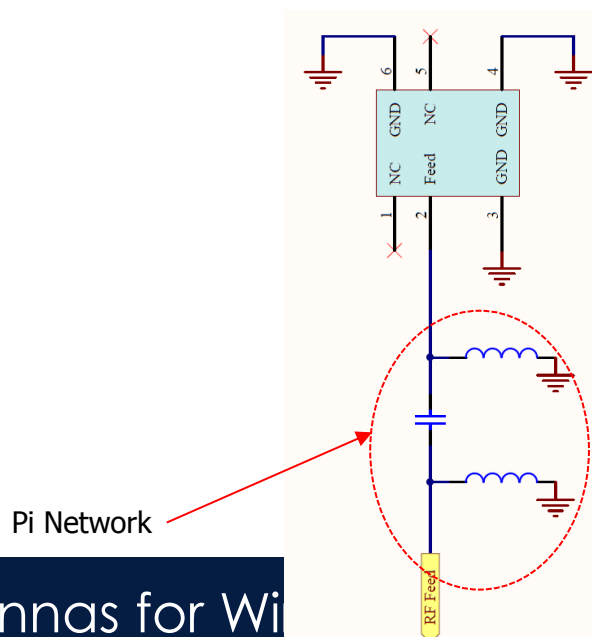 6
5
4
GND
NC
GND
NC
Feed
GND
1
2
3
Pi Network
RF Feed
nnas for Wi